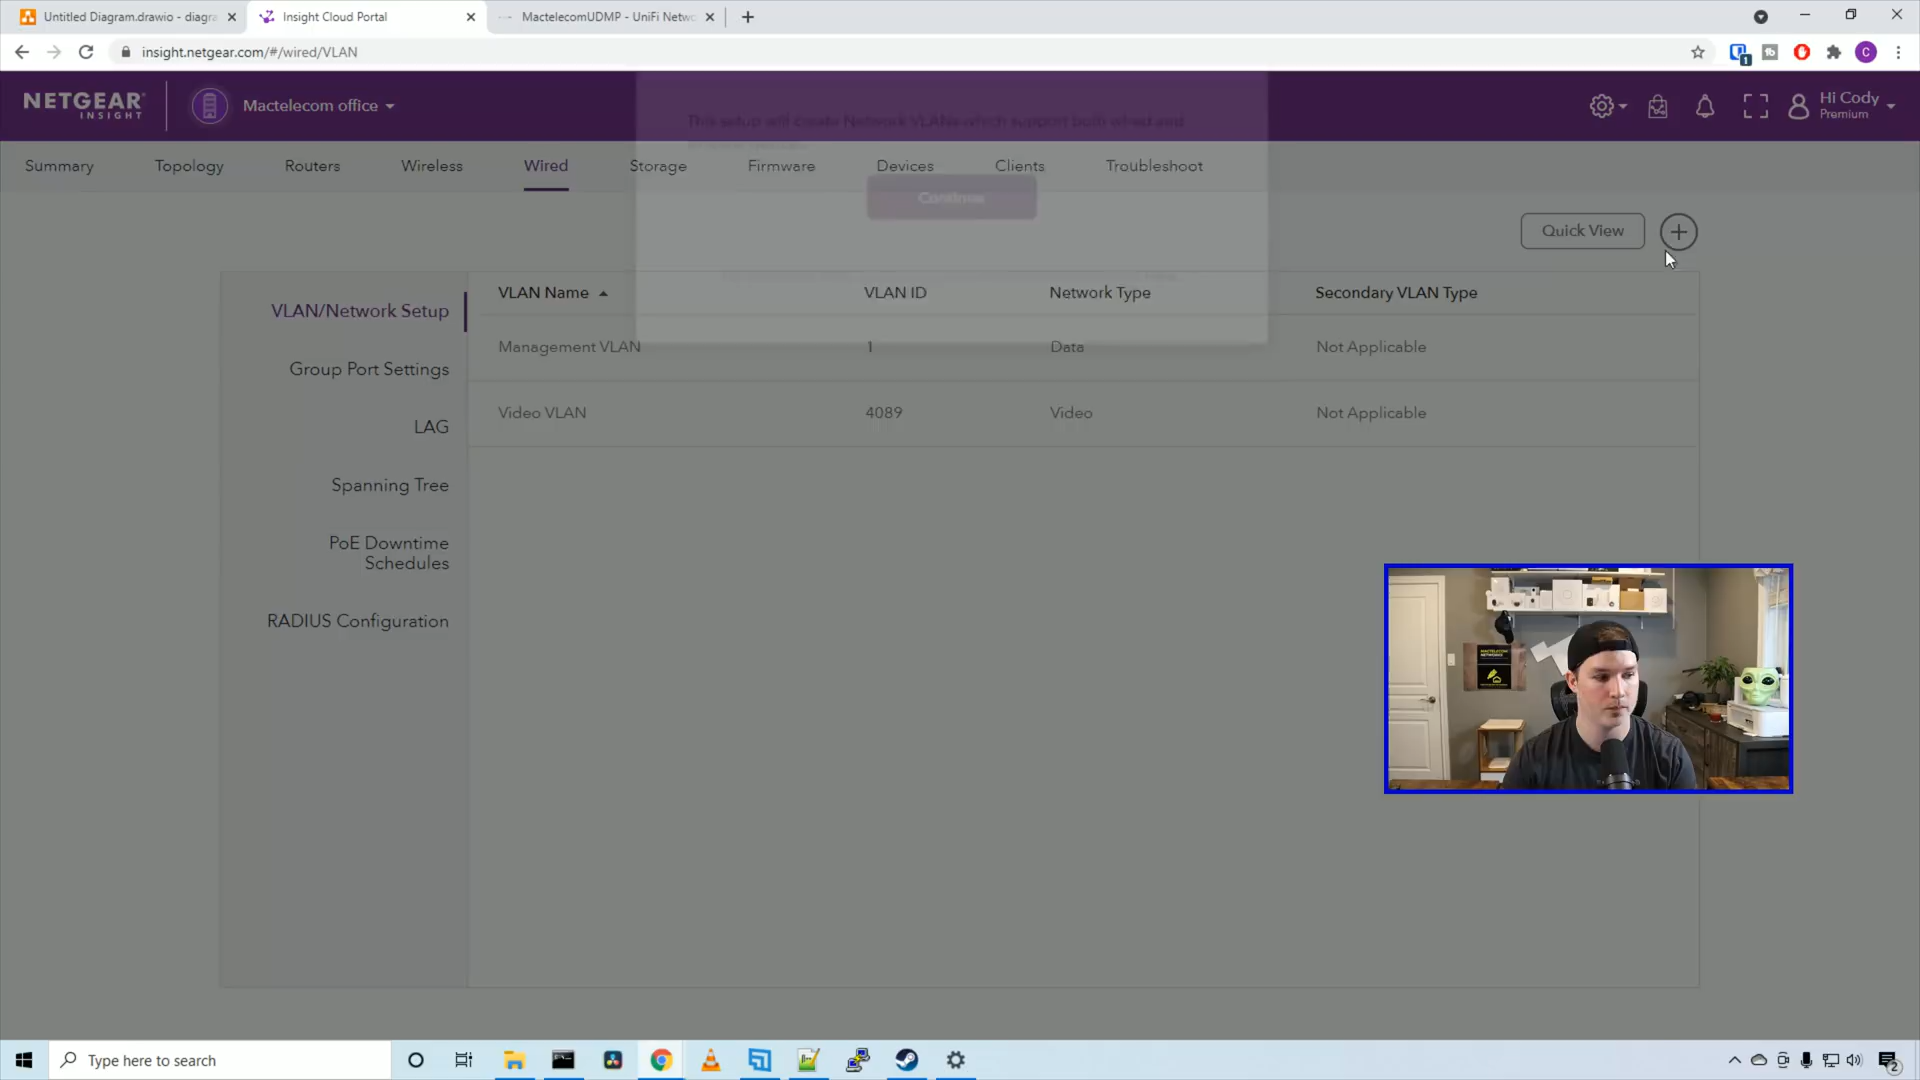 Untitled Diagram.drawio - diagra
Insight Cloud Portal
MactelecomUDMP - UniFi Netwo
insight.netgear.com/#/wired/VLAN
NETGEAR
INSIGHT
Mactelecom office
Hi Cody
Premium
This setup will create Network VLANs which support both wired and
Continue
Summary
Topology
Routers
Wireless
Wired
Storage
Firmware
Devices
Clients
Troubleshoot
Quick View
VLAN/Network Setup
Group Port Settings
LAG
Spanning Tree
PoE Downtime
Schedules
RADIUS Configuration
VLAN Name
VLAN ID
Network Type
Secondary VLAN Type
Management VLAN
1
Data
Not Applicable
Video VLAN
4089
Video
Not Applicable
MACTELECOM
NETWORKS
Type here to search
2